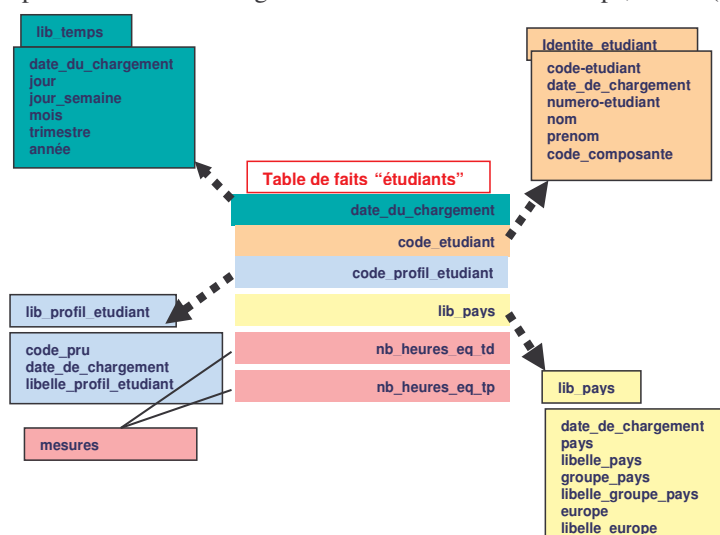 lib_temps
date_du_chargement
jour
jour_semaine
mois
trimestre
année
Identite_etudiant
code-etudiant
date_de_chargement
numero-etudiant
nom
prenom
code_composante
Table de faits “étudiants”
date_du_chargement
code_etudiant
code_profil_etudiant
lib_pays
nb_heures_eq_td
nb_heures_eq_tp
lib_profil_etudiant
code_pru
date_de_chargement
libelle_profil_etudiant
mesures
lib_pays
date_de_chargement
pays
libelle_pays
groupe_pays
libelle_groupe_pays
europe
libelle_europe